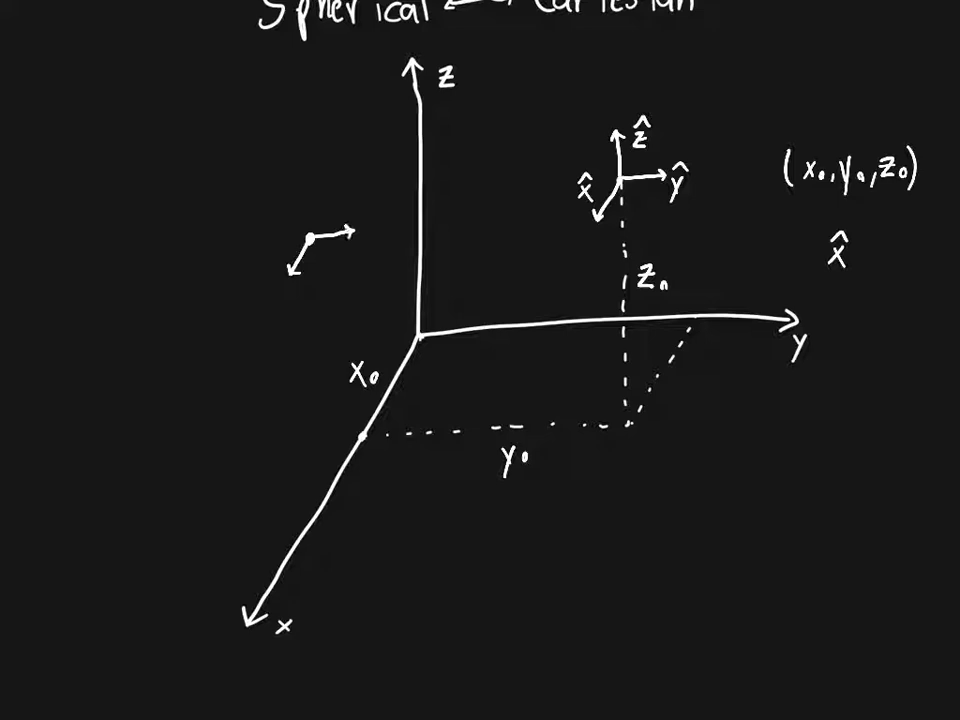 Spherical ← Cartesian
z
ẑ
x̂ ŷ
(x₀, y₀, z₀)
x̂
z₀
y
x₀
y₀
x